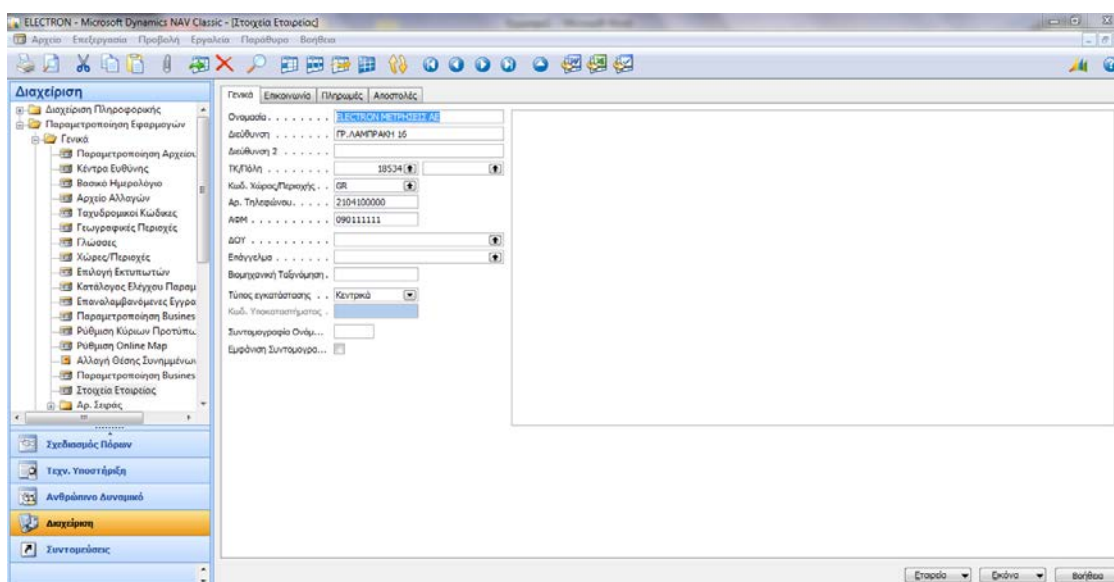 ELECTRON - Microsoft Dynamics NAV Classic - [Στοιχεία Εταιρείας]
Αρχείο Επεξεργασία Προβολή Εργαλεία Παράθυρο Βοήθεια
Διαχείριση
Διαχείριση Πληροφορικής
Παραμετροποίηση Εφαρμογών
Γενικά
Παραμετροποίηση Αρχείου
Κέντρα Ευθύνης
Βασικό Ημερολόγιο
Αρχείο Αλλαγών
Ταχυδρομικοί Κώδικες
Γεωγραφικές Περιοχές
Γλώσσες
Χώρες/Περιοχές
Επιλογή Εκτυπωτών
Κατάλογος Ελέγχου Παραμ
Επαναλαμβανόμενες Εγγρα
Παραμετροποίηση Busines
Ρύθμιση Κύριων Προτύπω
Ρύθμιση Online Map
Αλλαγή Θέσης Συνημμένων
Παραμετροποίηση Busines
Στοιχεία Εταιρείας
Αρ. Σειράς
Σχεδιασμός Πόρων
Τεχν. Υποστήριξη
Ανθρώπινο Δυναμικό
Διαχείριση
Συντομεύσεις
Γενικά Επικοινωνία Πληρωμές Αποστολές
Ονομασία . . . . . . . . ELECTRON ΜΕΤΡΗΣΕΙΣ ΑΕ
Διεύθυνση . . . . . . . ΓΡ.ΛΑΜΠΡΑΚΗ 16
Διεύθυνση 2 . . . . . .
ΤΚ/Πόλη . . . . . . . . 18534
Κωδ. Χώρας/Περιοχής . . GR
Αρ. Τηλεφώνου. . . . . 2104100000
ΑΦΜ . . . . . . . . . . 090111111
ΔΟΥ . . . . . . . . . .
Επάγγελμα . . . . . . .
Βιομηχανική Ταξινόμηση .
Τύπος εγκατάστασης . . Κεντρικά
Κωδ. Υποκαταστήματος .
Συντομογραφία Ονόμ...
Εμφάνιση Συντομογρα...
Εταιρεία Εικόνα Βοήθεια